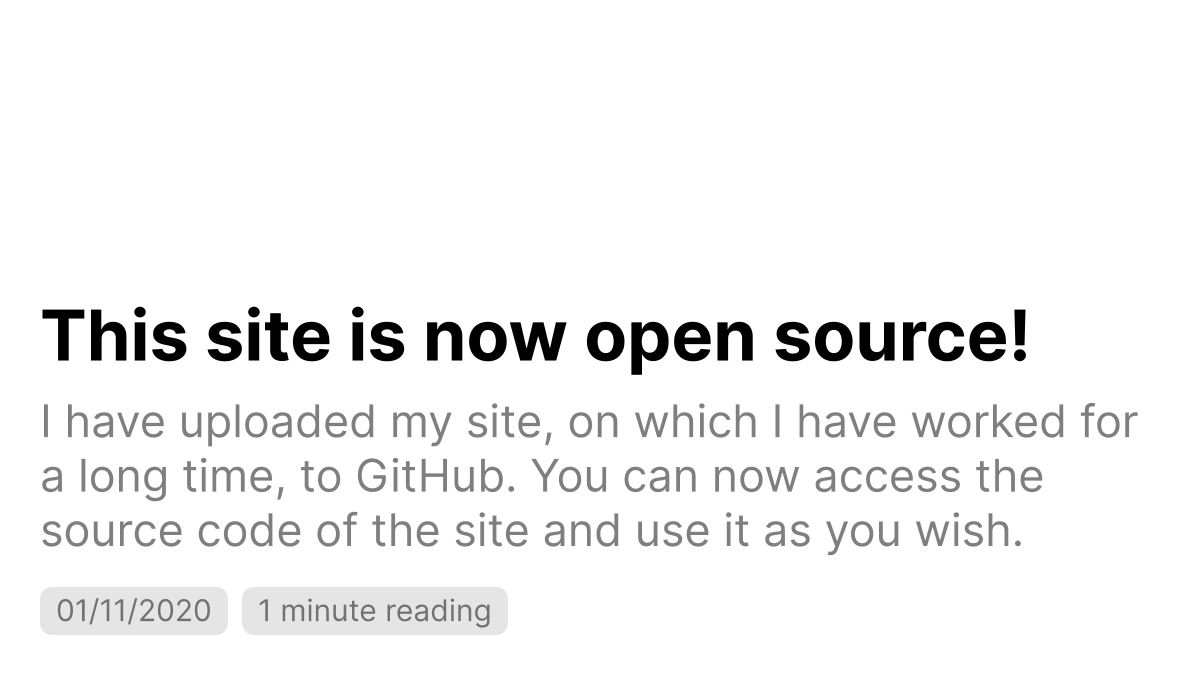 This site is now open source!
I have uploaded my site, on which I have worked for
a long time, to GitHub. You can now access the
source code of the site and use it as you wish.
01/11/2020 1 minute reading